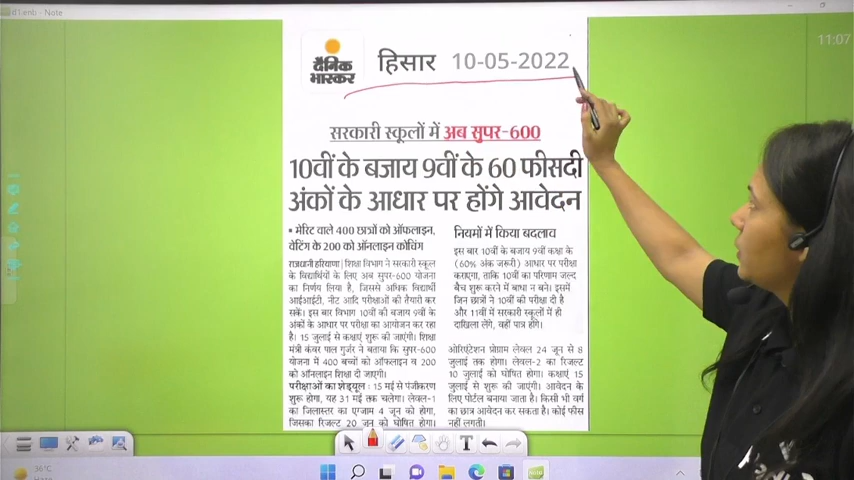 d1.enb - Note
11:07
दैनिक
भास्कर
हिसार 10-05-2022
सरकारी स्कूलों में अब सुपर-600
10वीं के बजाय 9वीं के 60 फीसदी
अंकों के आधार पर होंगे आवेदन
▪ मेरिट वाले 400 छात्रों को ऑफलाइन,
वेटिंग के 200 को ऑनलाइन कोचिंग
राजधानी हरियाणा | शिक्षा विभाग ने सरकारी स्कूल
के विद्यार्थियों के लिए अब सुपर-600 योजना
का निर्णय लिया है, जिससे अधिक विद्यार्थी
आईआईटी, नीट आदि परीक्षाओं की तैयारी कर
सकें। इस बार विभाग 10वीं की बजाय 9वीं के
अंकों के आधार पर परीक्षा का आयोजन कर रहा
है। 15 जुलाई से कक्षाएं शुरू की जाएंगी। शिक्षा
मंत्री कंवर पाल गुर्जर ने बताया कि सुपर-600
योजना में 400 बच्चों को ऑफलाइन व 200
को ऑनलाइन शिक्षा दी जाएगी।
परीक्षाओं का शेड्यूल : 15 मई से पंजीकरण
शुरू होगा, यह 31 मई तक चलेगा। लेवल-1
का जिलास्तर का एग्जाम 4 जून को होगा,
जिसका रिजल्ट 20 जून को घोषित होगा।
नियमों में किया बदलाव
इस बार 10वीं के बजाय 9वीं कक्षा के
(60% अंक जरूरी) आधार पर परीक्षा
कराएगा, ताकि 10वीं का परिणाम जल्द
बैच शुरू करने में बाधा न बने। इसमें
जिन छात्रों ने 10वीं की परीक्षा दी है
और 11वीं में सरकारी स्कूलों में ही
दाखिला लेंगे, वहीं पात्र होंगे।
ओरिएंटेशन प्रोग्राम लेवल 24 जून से 8
जुलाई तक होगा। लेवल-2 का रिजल्ट
10 जुलाई को घोषित होगा। कक्षाएं 15
जुलाई से शुरू की जाएंगी। आवेदन के
लिए पोर्टल बनाया जाता है। किसी भी वर्ग
का छात्र आवेदन कर सकता है। कोई फीस
नहीं लगती।
36°C